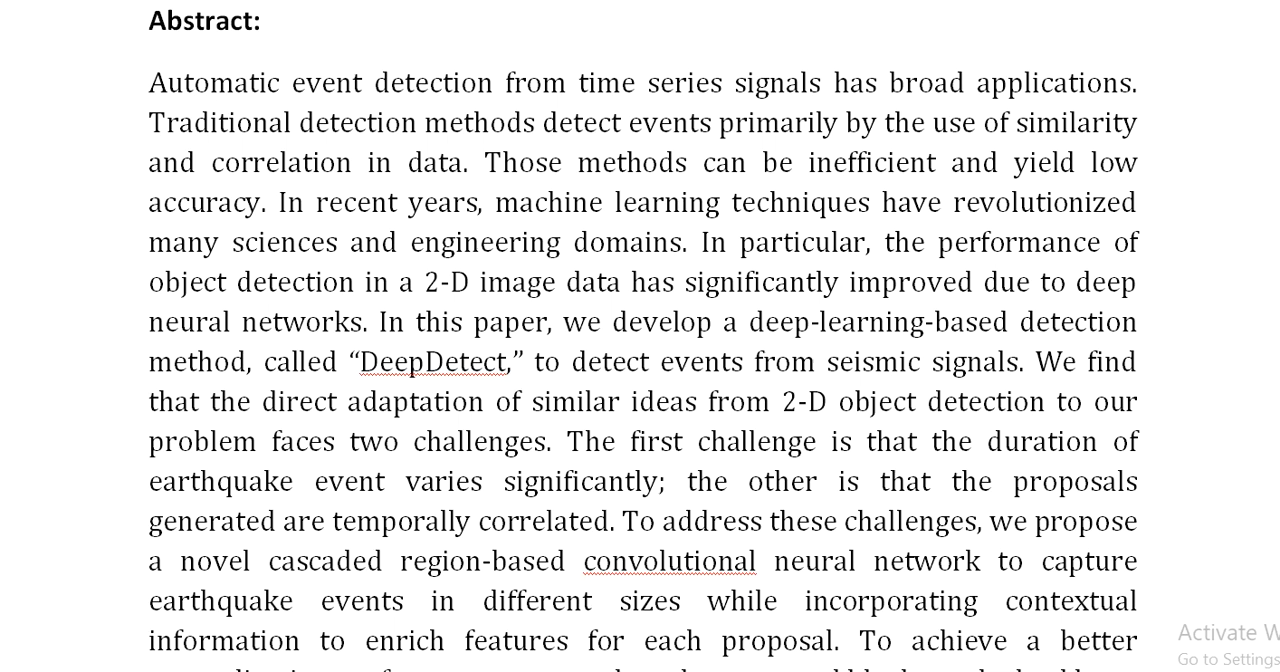 Abstract:
Automatic event detection from time series signals has broad applications.
Traditional detection methods detect events primarily by the use of similarity
and correlation in data. Those methods can be inefficient and yield low
accuracy. In recent years, machine learning techniques have revolutionized
many sciences and engineering domains. In particular, the performance of
object detection in a 2-D image data has significantly improved due to deep
neural networks. In this paper, we develop a deep-learning-based detection
method, called “DeepDetect,” to detect events from seismic signals. We find
that the direct adaptation of similar ideas from 2-D object detection to our
problem faces two challenges. The first challenge is that the duration of
earthquake event varies significantly; the other is that the proposals
generated are temporally correlated. To address these challenges, we propose
a novel cascaded region-based convolutional neural network to capture
earthquake events in different sizes while incorporating contextual
information to enrich features for each proposal. To achieve a better
Activate W
Go to Settings